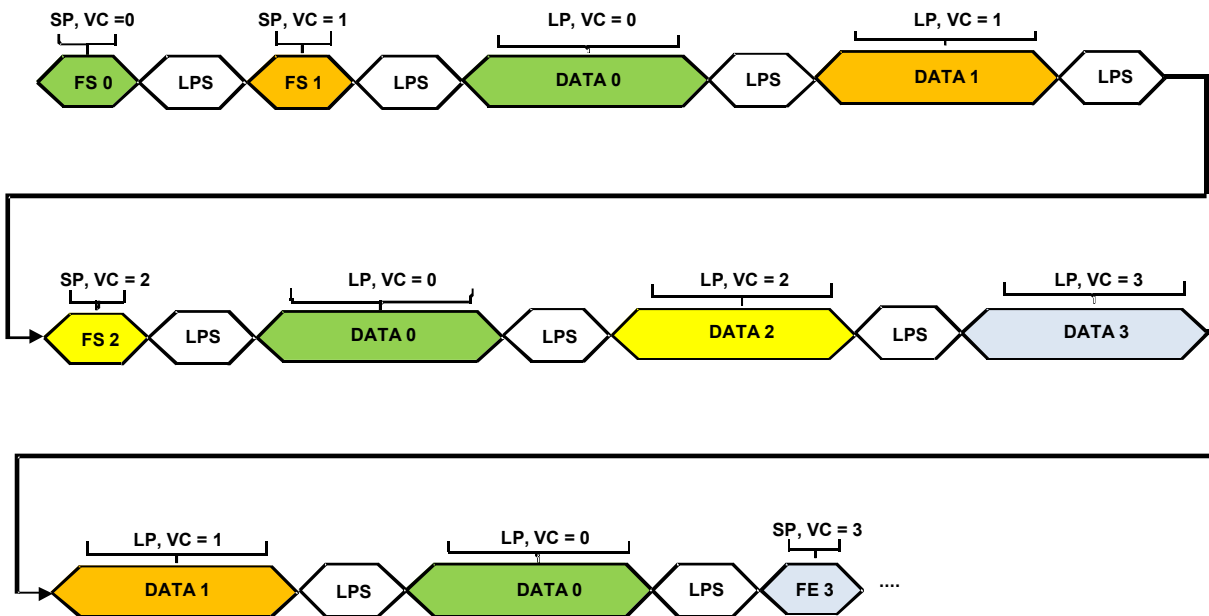 SP, VC =0 SP, VC = 1 LP, VC = 0 LP, VC = 1
FS 0 LPS FS 1 LPS DATA 0 LPS DATA 1 LPS
SP, VC = 2 LP, VC = 0 LP, VC = 2 LP, VC = 3
FS 2 LPS DATA 0 LPS DATA 2 LPS DATA 3
LP, VC = 1 LP, VC = 0 SP, VC = 3
DATA 1 LPS DATA 0 LPS FE 3 ....